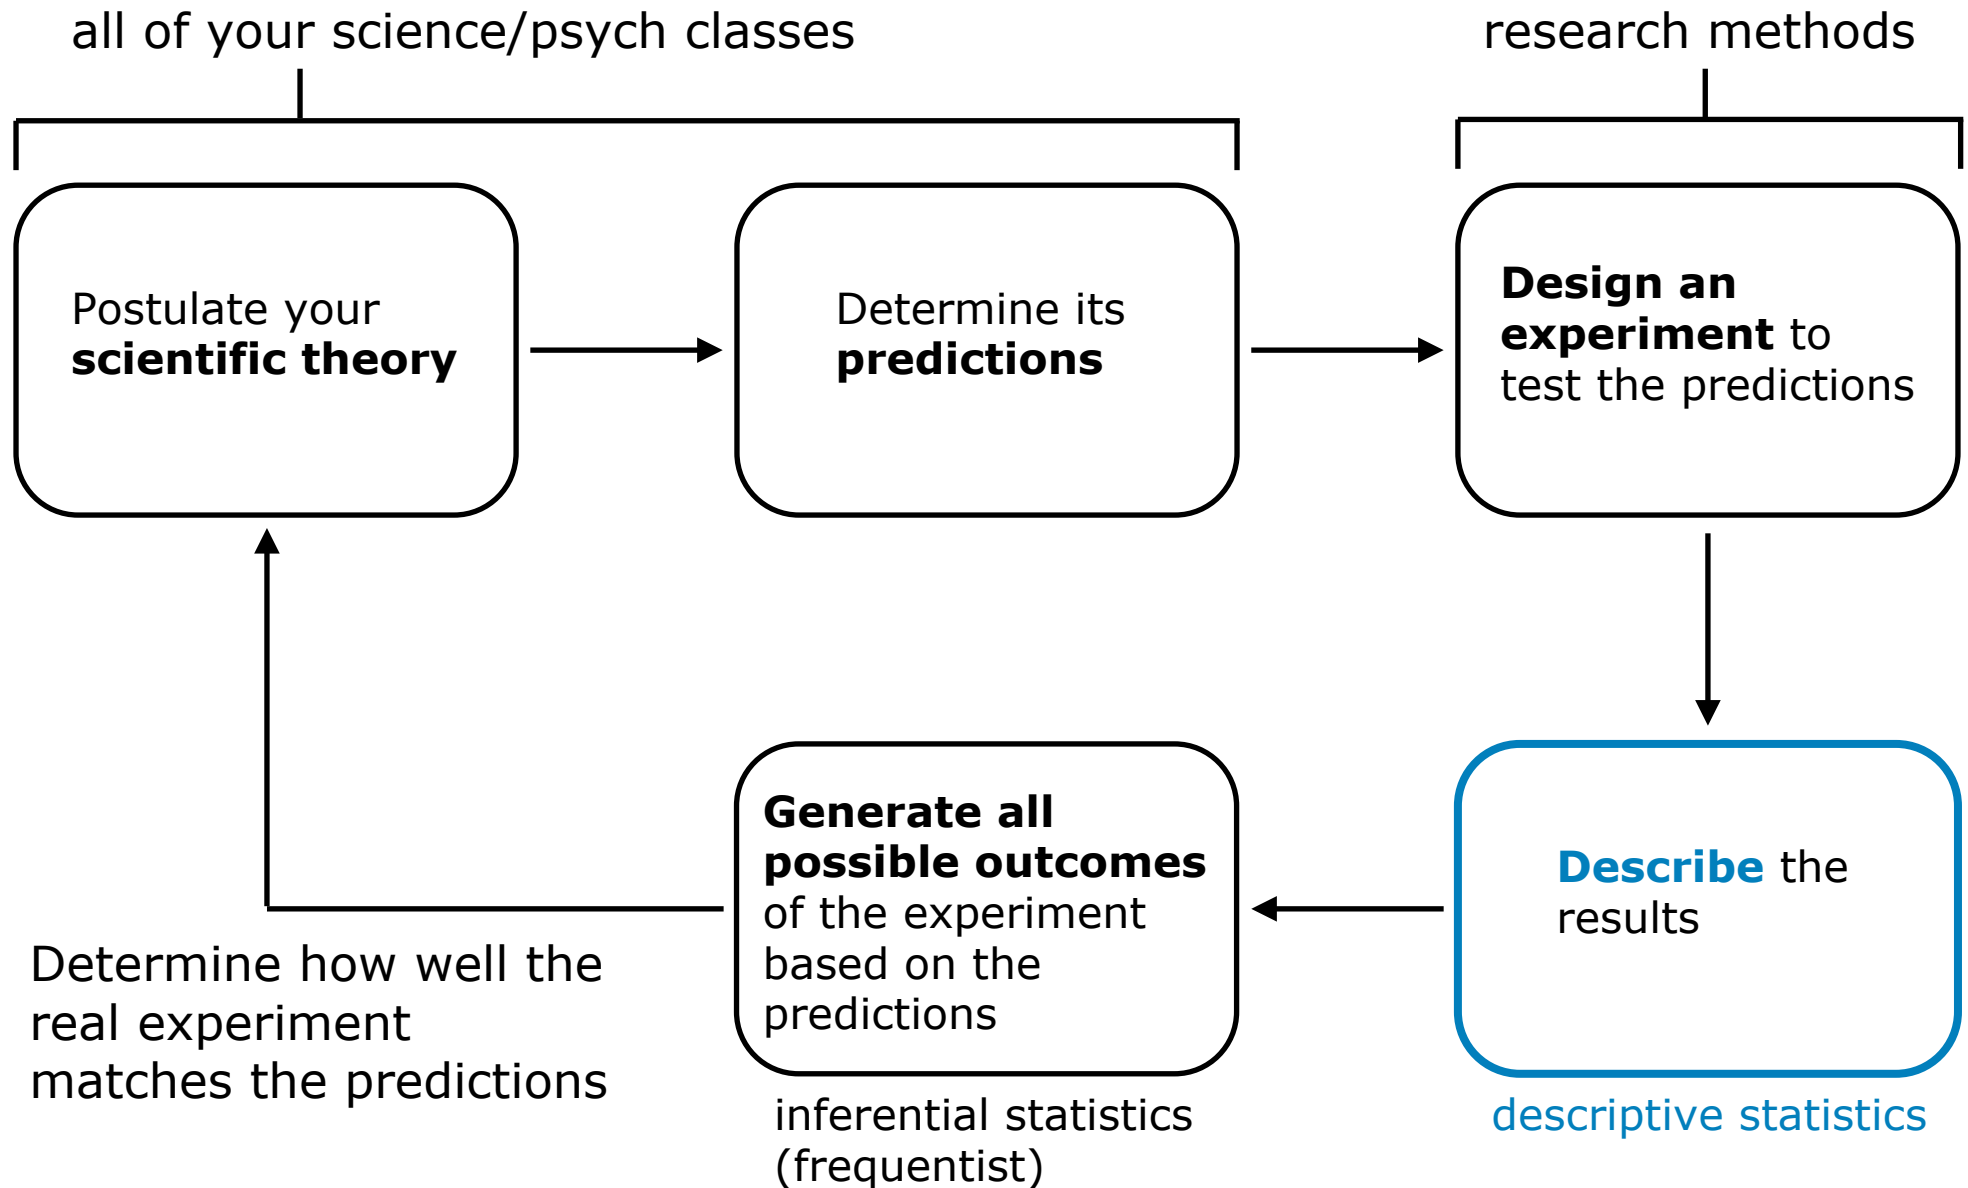 all of your science/psych classes
research methods
Postulate your
scientific theory
Determine its
predictions
Design an
experiment to
test the predictions
Describe the
results
descriptive statistics
Generate all
possible outcomes
of the experiment
based on the
predictions
inferential statistics
(frequentist)
Determine how well the
real experiment
matches the predictions